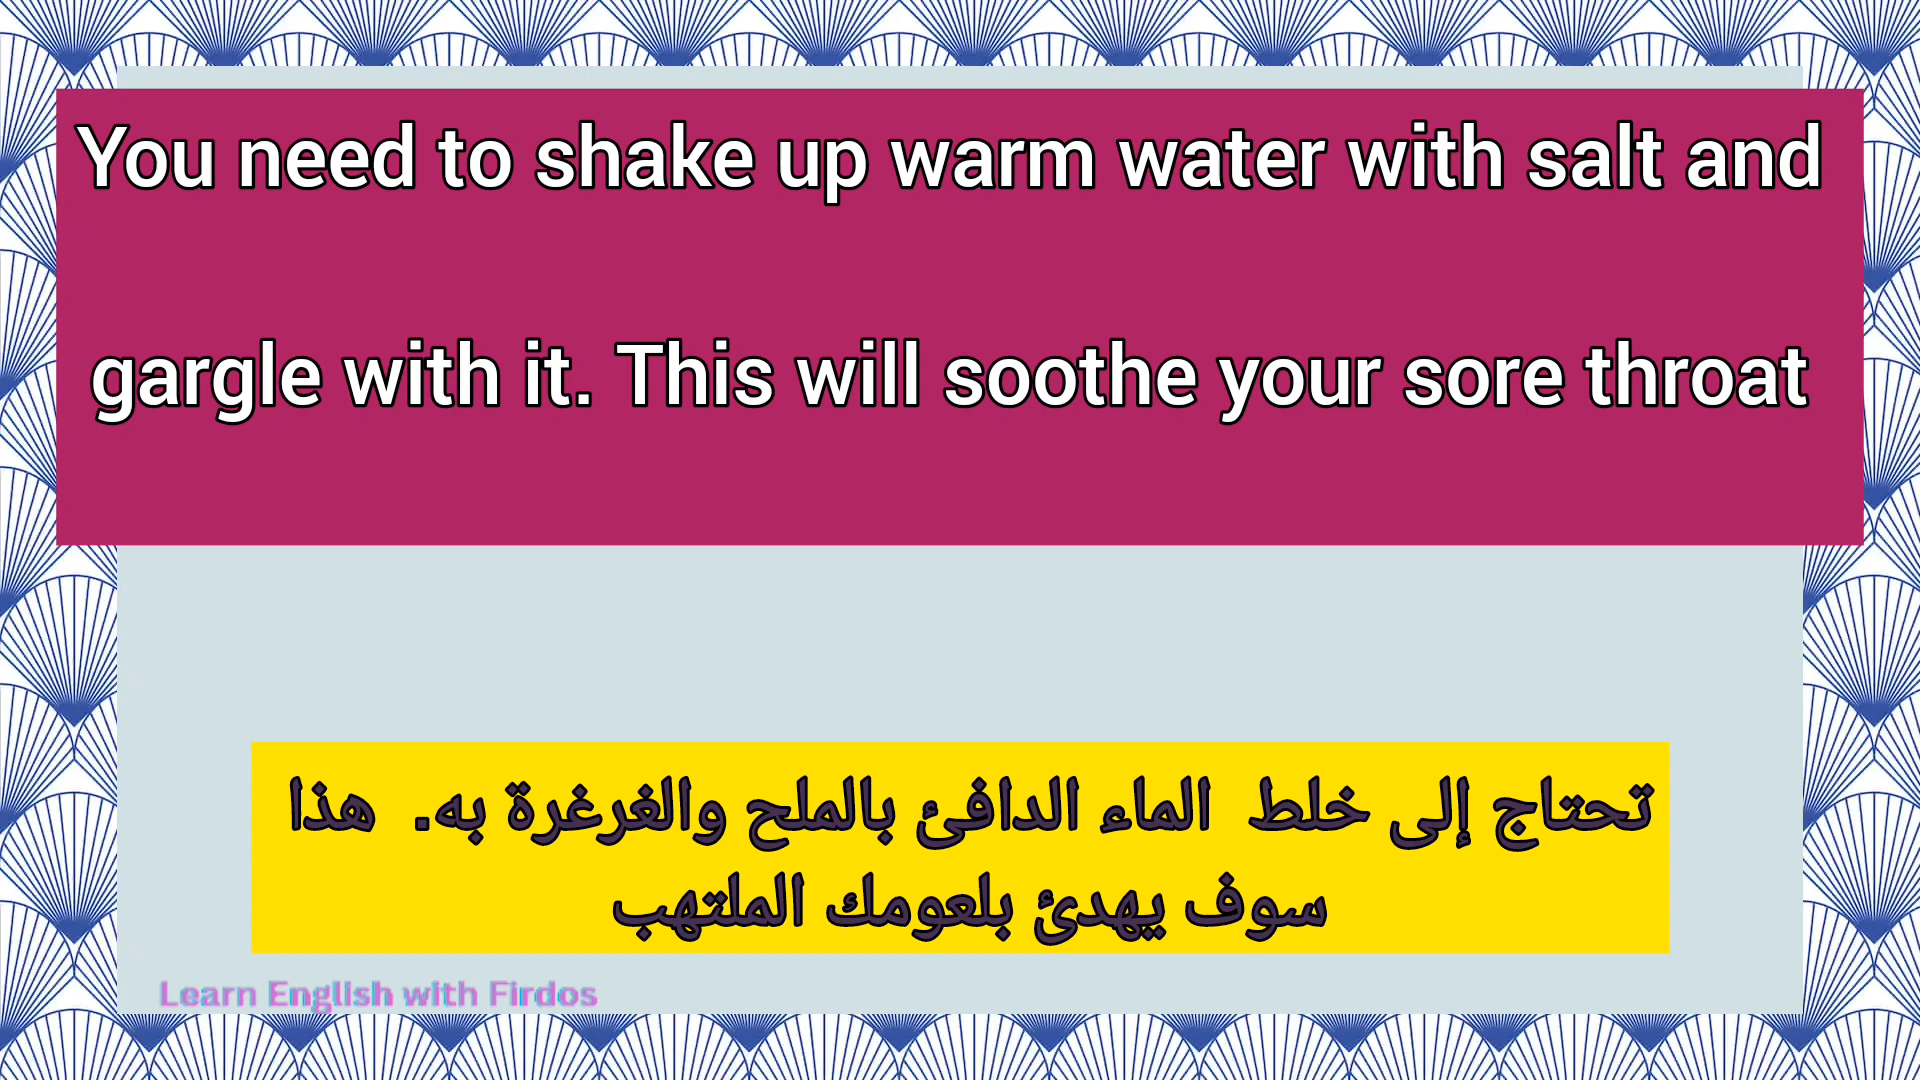 You need to shake up warm water with salt and
gargle with it. This will soothe your sore throat
تحتاج إلى خلط الماء الدافئ بالملح والغرغرة به. هذا
سوف يهدئ بلعومك الملتهب
Learn English with Firdos